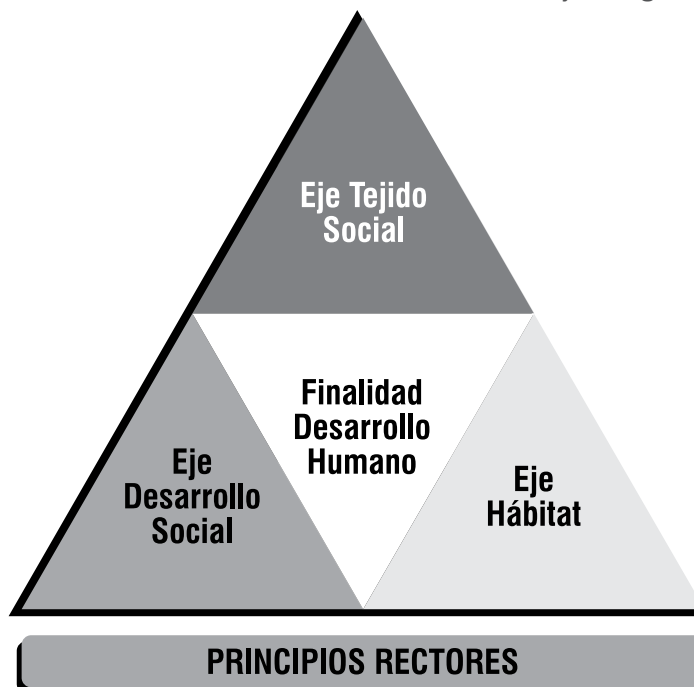 Eje Tejido
Social
Finalidad
Desarrollo
Humano
Eje
Desarrollo
Social
Eje
Hábitat
PRINCIPIOS RECTORES